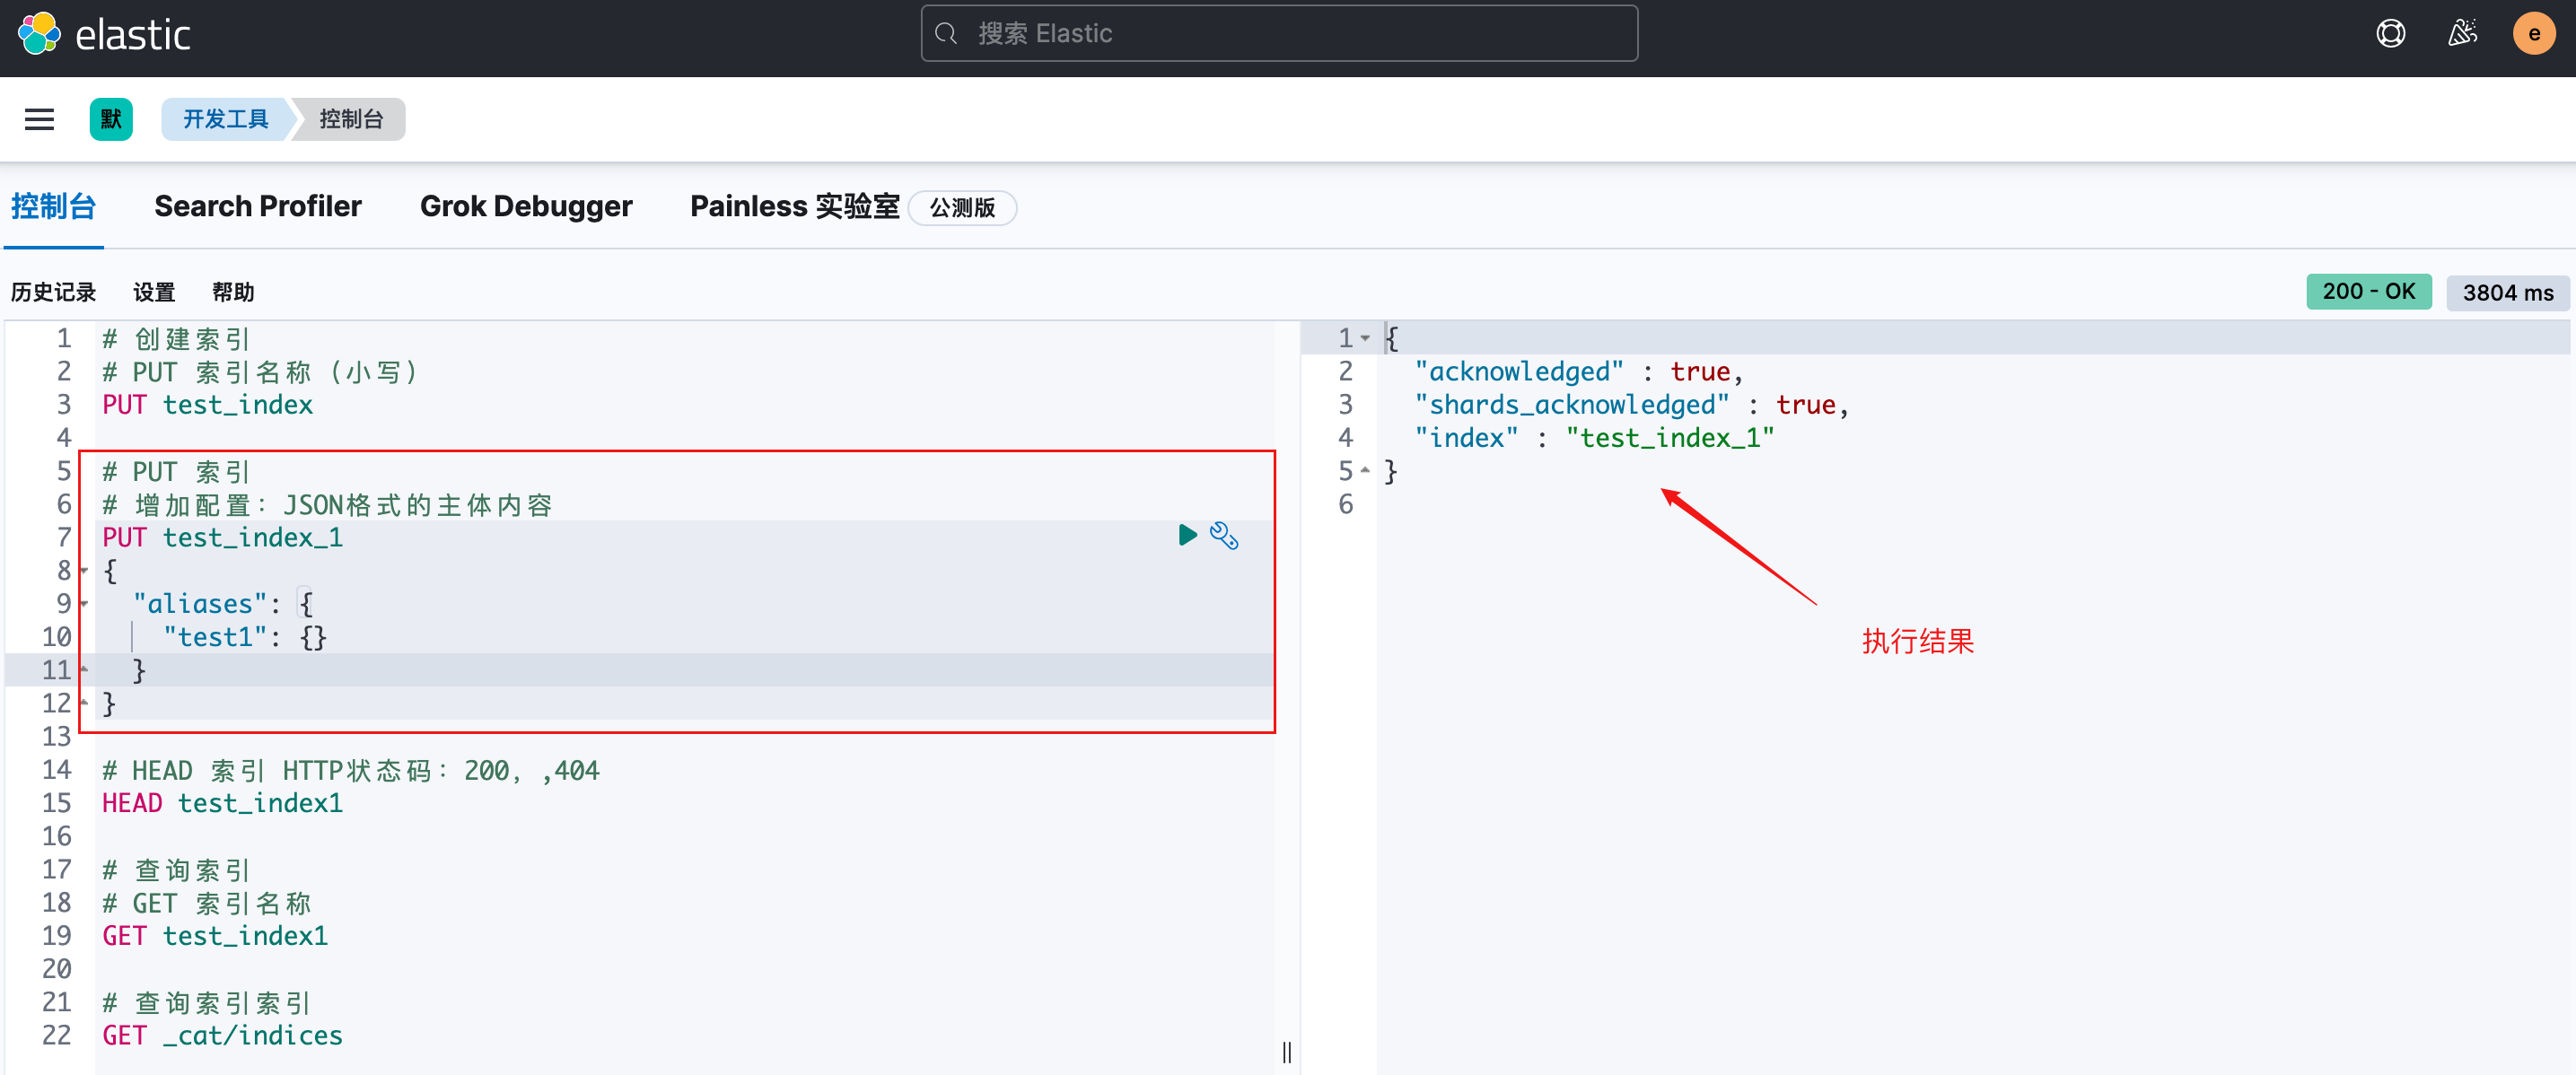 elastic
搜索 Elastic
e
默
开发工具
控制台
控制台
Search Profiler
Grok Debugger
Painless 实验室
公测版
历史记录
设置
帮助
200 - OK
3804 ms
1 # 创建索引
2 # PUT 索引名称（小写）
3 PUT test_index
4
5 # PUT 索引
6 # 增加配置：JSON格式的主体内容
7 PUT test_index_1
8 {
9 "aliases": {
10 "test1": {}
11 }
12 }
13
14 # HEAD 索引 HTTP状态码：200，,404
15 HEAD test_index1
16
17 # 查询索引
18 # GET 索引名称
19 GET test_index1
20
21 # 查询索引索引
22 GET _cat/indices
1 {
2 "acknowledged" : true,
3 "shards_acknowledged" : true,
4 "index" : "test_index_1"
5 }
6
执行结果